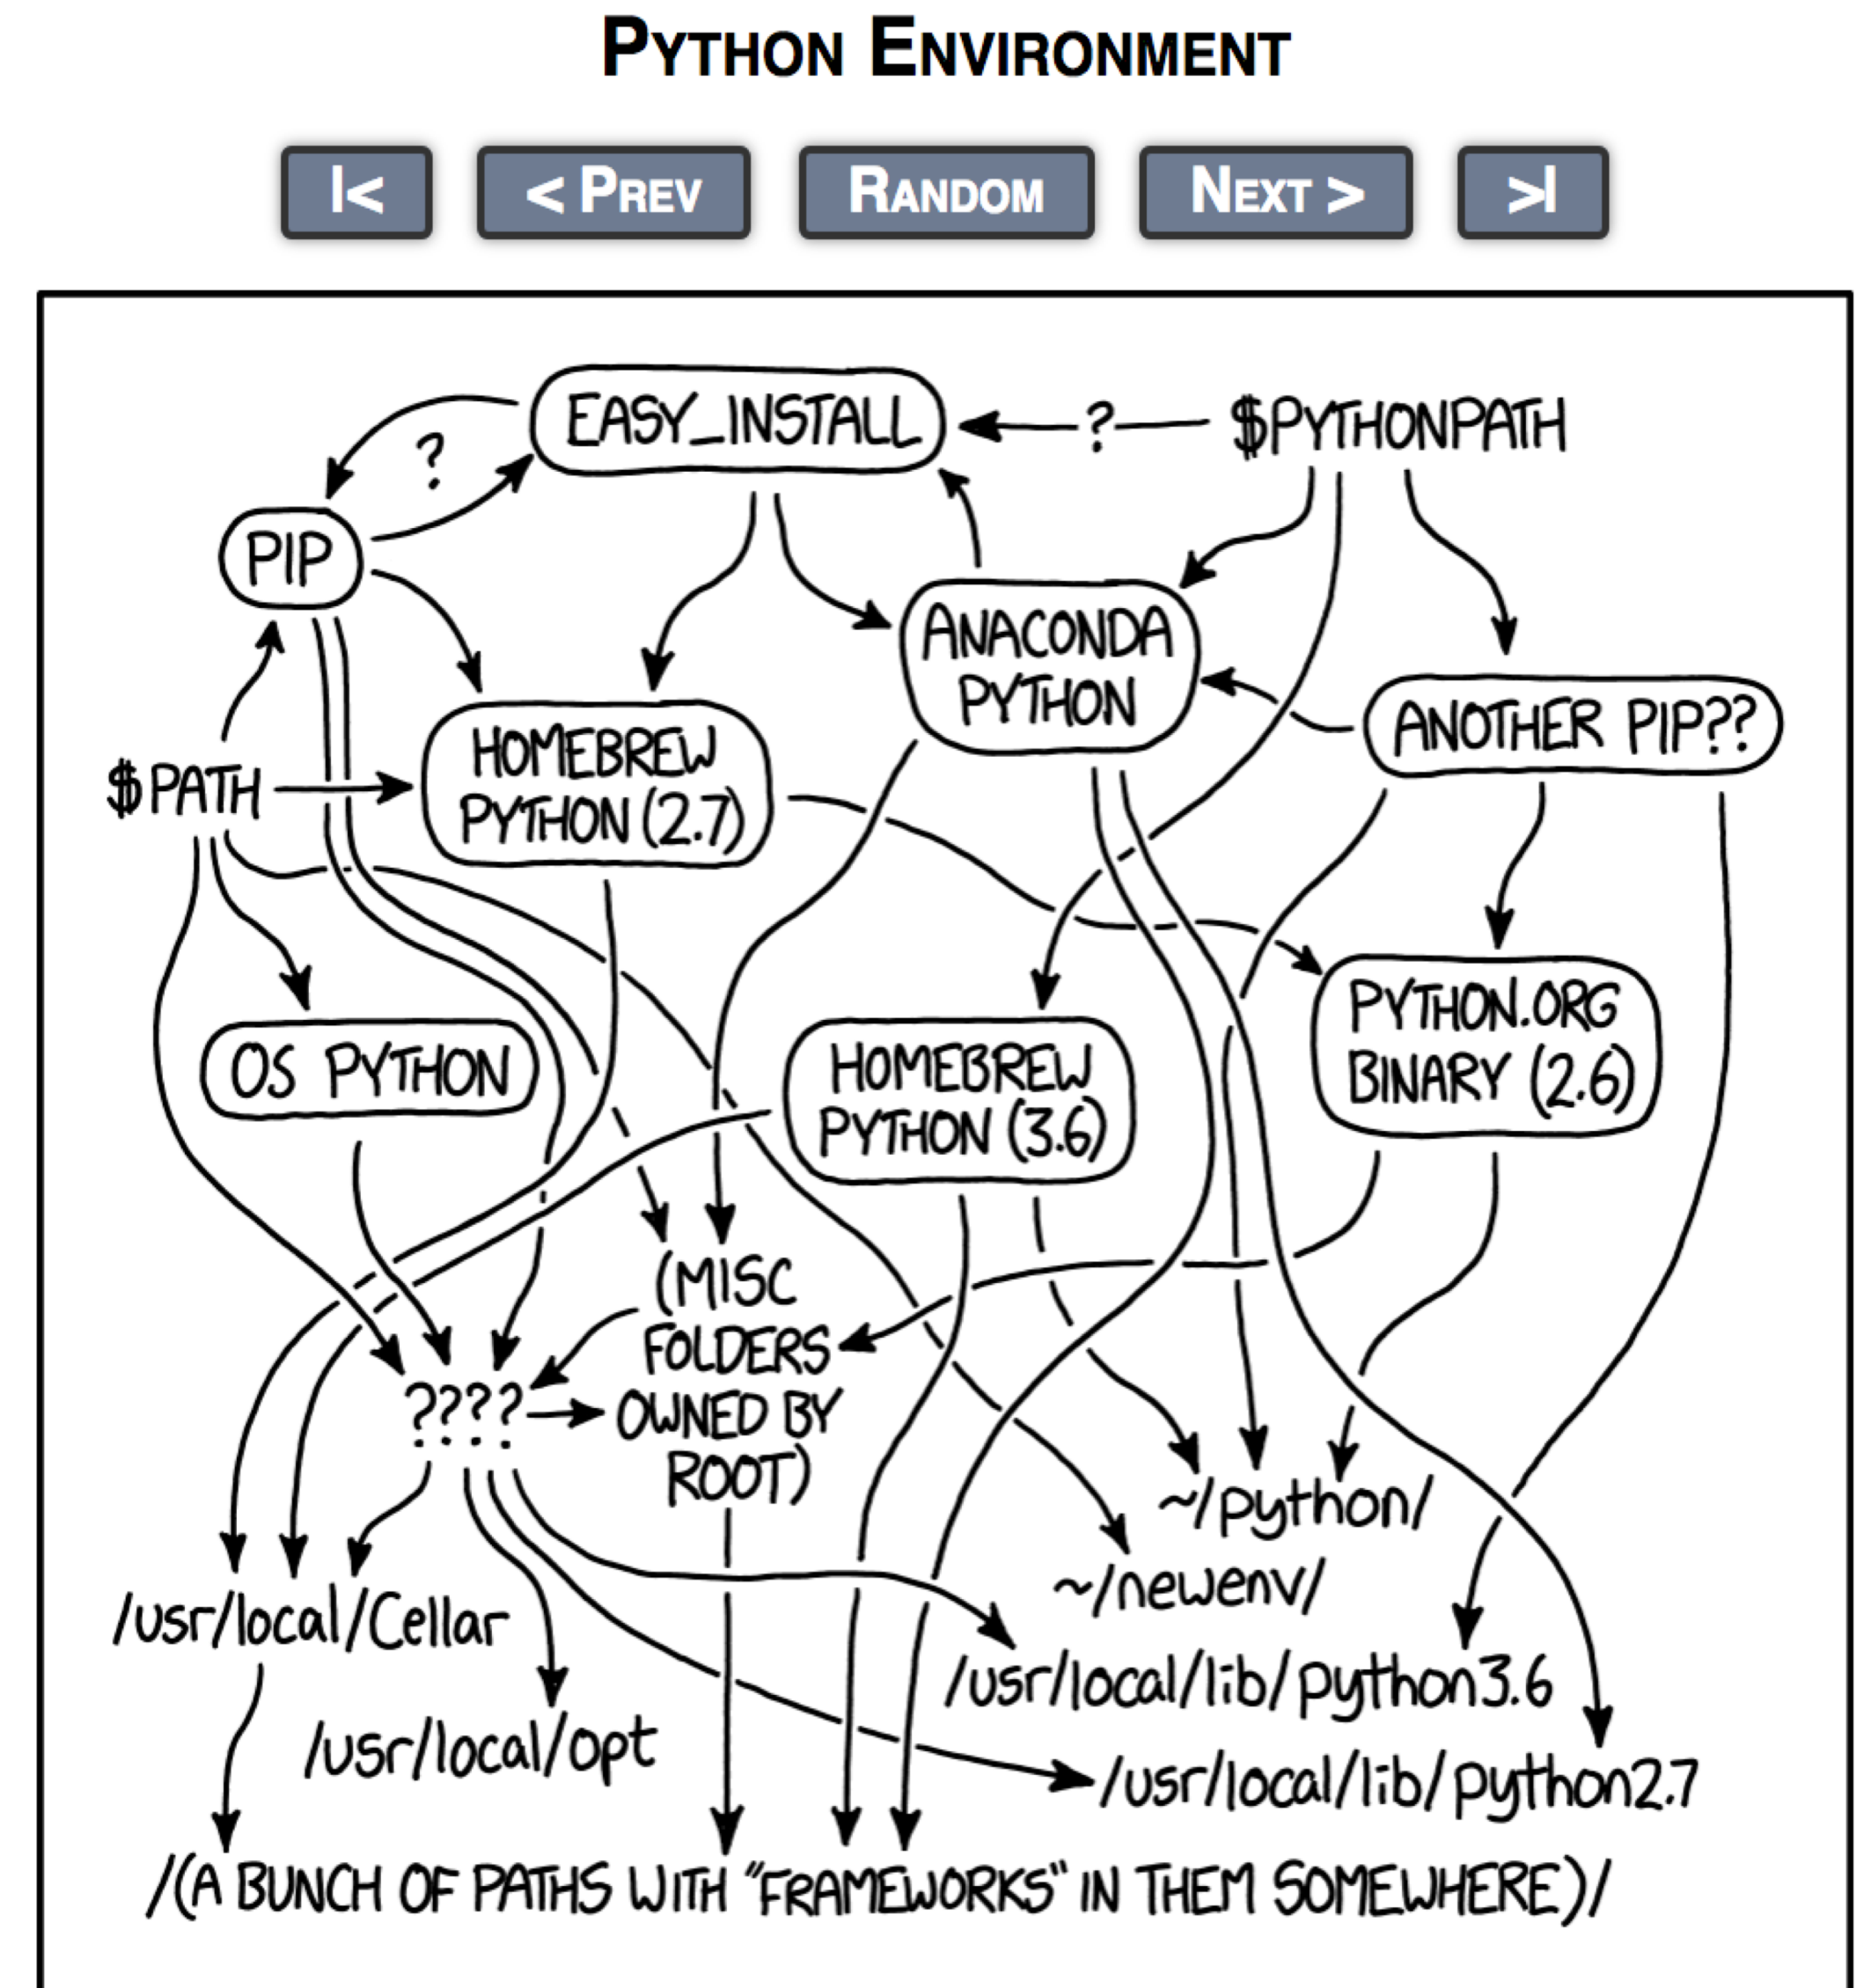 Python Environment
|<
< Prev
Random
Next >
>|
EASY_INSTALL
?
$PYTHONPATH
?
PIP
ANACONDA
PYTHON
ANOTHER PIP??
HOMEBREW
PYTHON (2.7)
$PATH
OS PYTHON
HOMEBREW
PYTHON (3.6)
PYTHON.ORG
BINARY (2.6)
(MISC
FOLDERS
OWNED BY
ROOT)
????
~/python/
~/newenv/
/usr/local/Cellar
/usr/local/lib/python3.6
/usr/local/opt
/usr/local/lib/python2.7
/(A BUNCH OF PATHS WITH "FRAMEWORKS" IN THEM SOMEWHERE)/